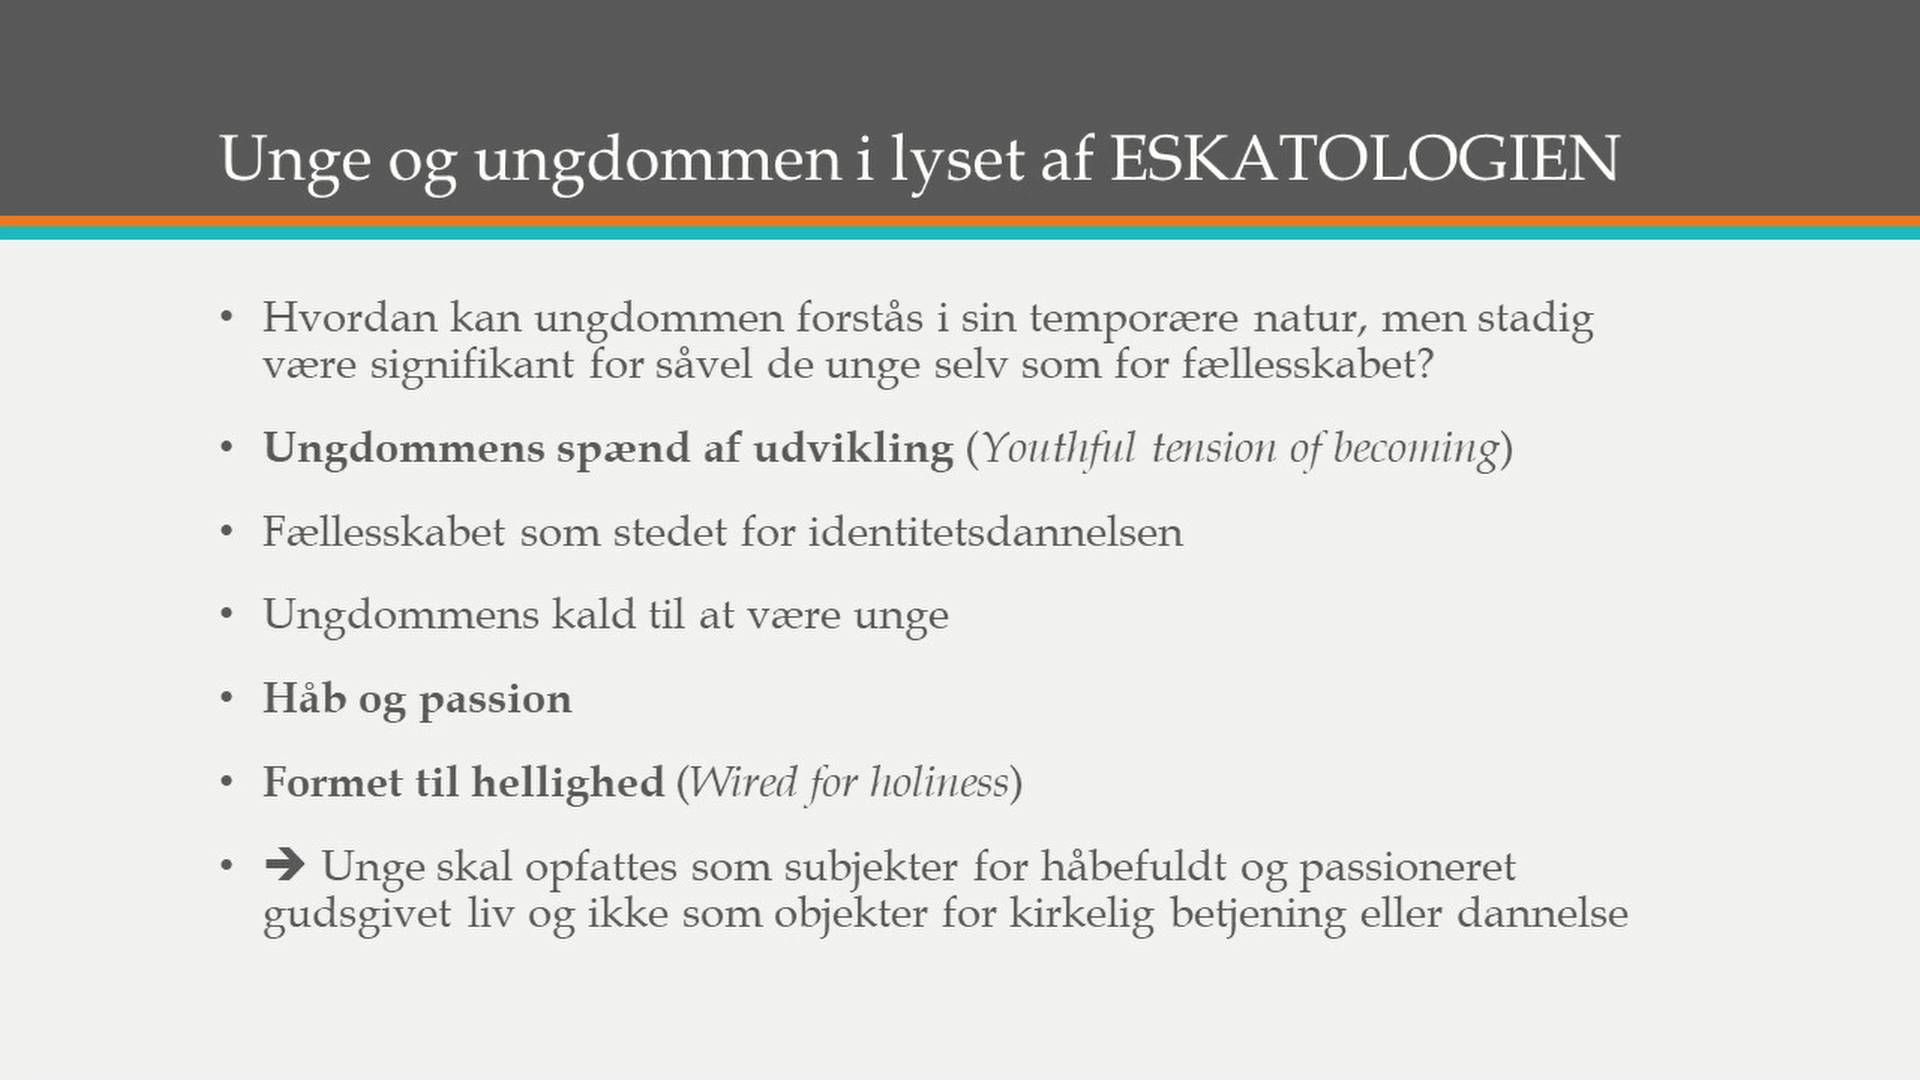 Unge og ungdommen i lyset af ESKATOLOGIEN
• Hvordan kan ungdommen forstås i sin temporære natur, men stadig
være signifikant for såvel de unge selv som for fællesskabet?
• Ungdommens spænd af udvikling (Youthful tension of becoming)
• Fællesskabet som stedet for identitetsdannelsen
• Ungdommens kald til at være unge
• Håb og passion
• Formet til hellighed (Wired for holiness)
• ➔ Unge skal opfattes som subjekter for håbefuldt og passioneret
gudsgivet liv og ikke som objekter for kirkelig betjening eller dannelse